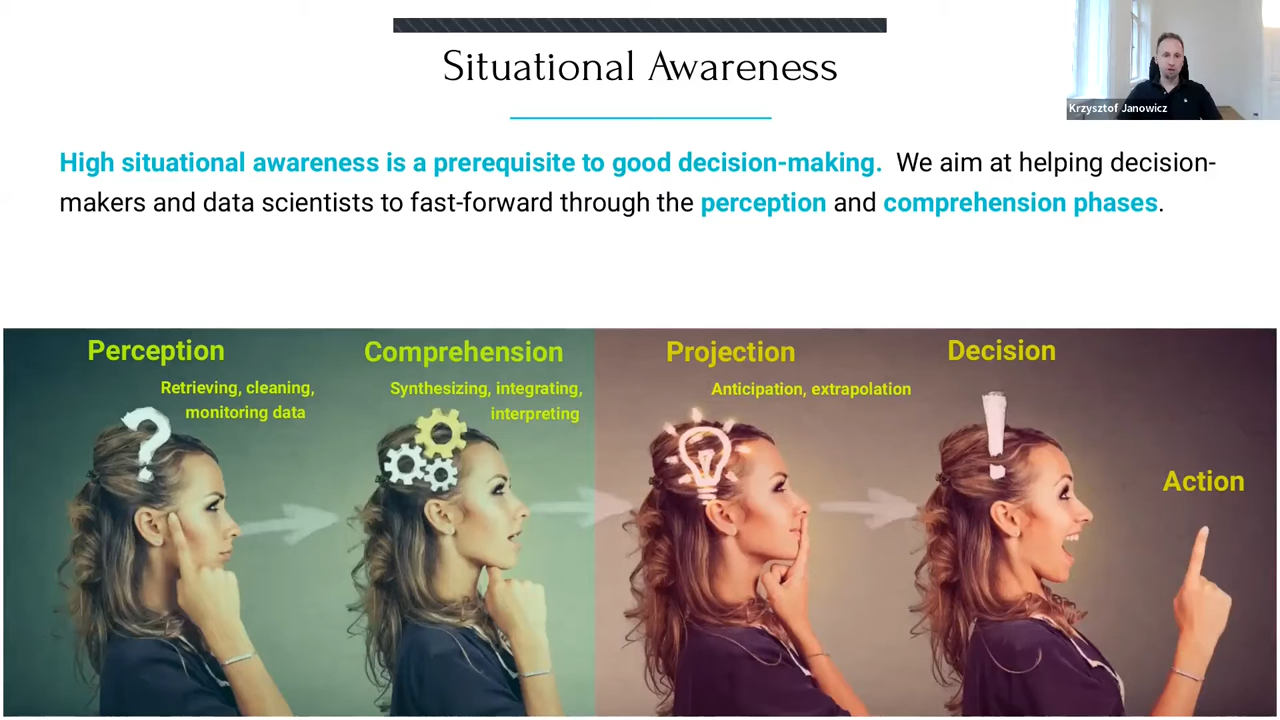 Situational Awareness
Krzysztof Janowicz
High situational awareness is a prerequisite to good decision-making. We aim at helping decision-
makers and data scientists to fast-forward through the perception and comprehension phases.
Perception
Retrieving, cleaning,
monitoring data
Comprehension
Synthesizing, integrating,
interpreting
Projection
Anticipation, extrapolation
Decision
Action